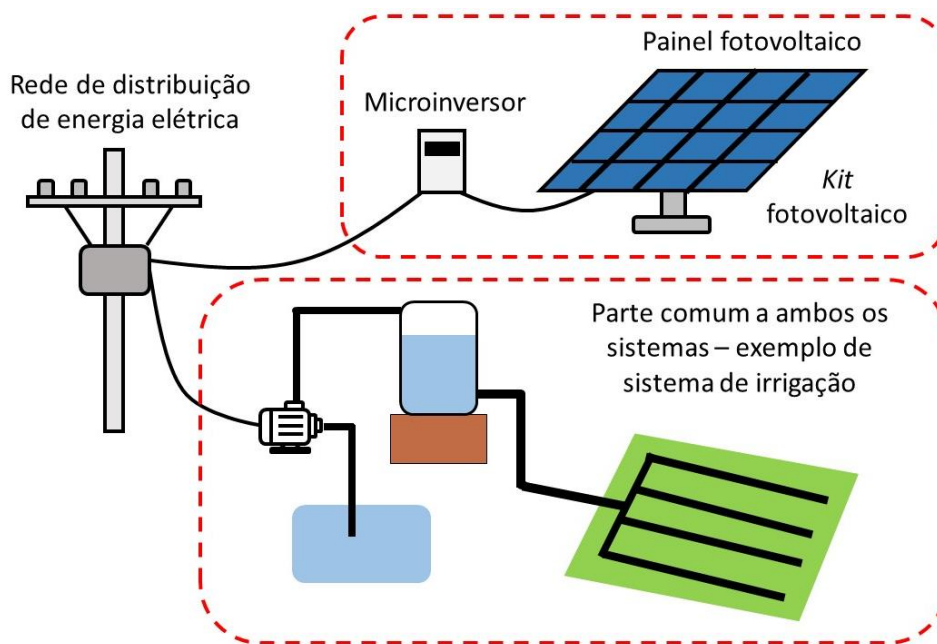 Rede de distribuição
de energia elétrica
Microinversor
Painel fotovoltaico
Kit
fotovoltaico
Parte comum a ambos os
sistemas – exemplo de
sistema de irrigação